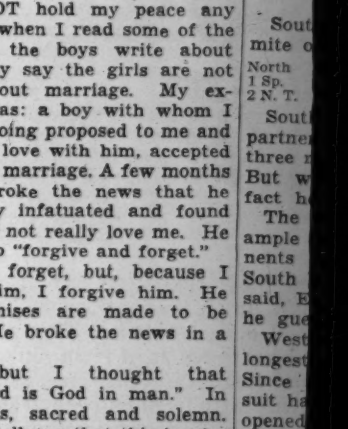 hold my peace any
when I read some of the
the boys write about
say the girls are not
out marriage. My ex-
as: a boy with whom I
oing proposed to me and
love with him, accepted
marriage. A few months
roke the news that he
infatuated and found
not really love me. He
"forgive and forget."
forget, but, because I
im, I forgive him. He
mises are made to be
He broke the news in a
but I thought that
d is God in man." In
s, sacred and solemn.
Sout
mite
North
1 Sp.
2 N. T.
Sout
partne
three
But w
fact h
The
ample
nents
South
said, E
he gue
West
longest
Since
suit ha
opened